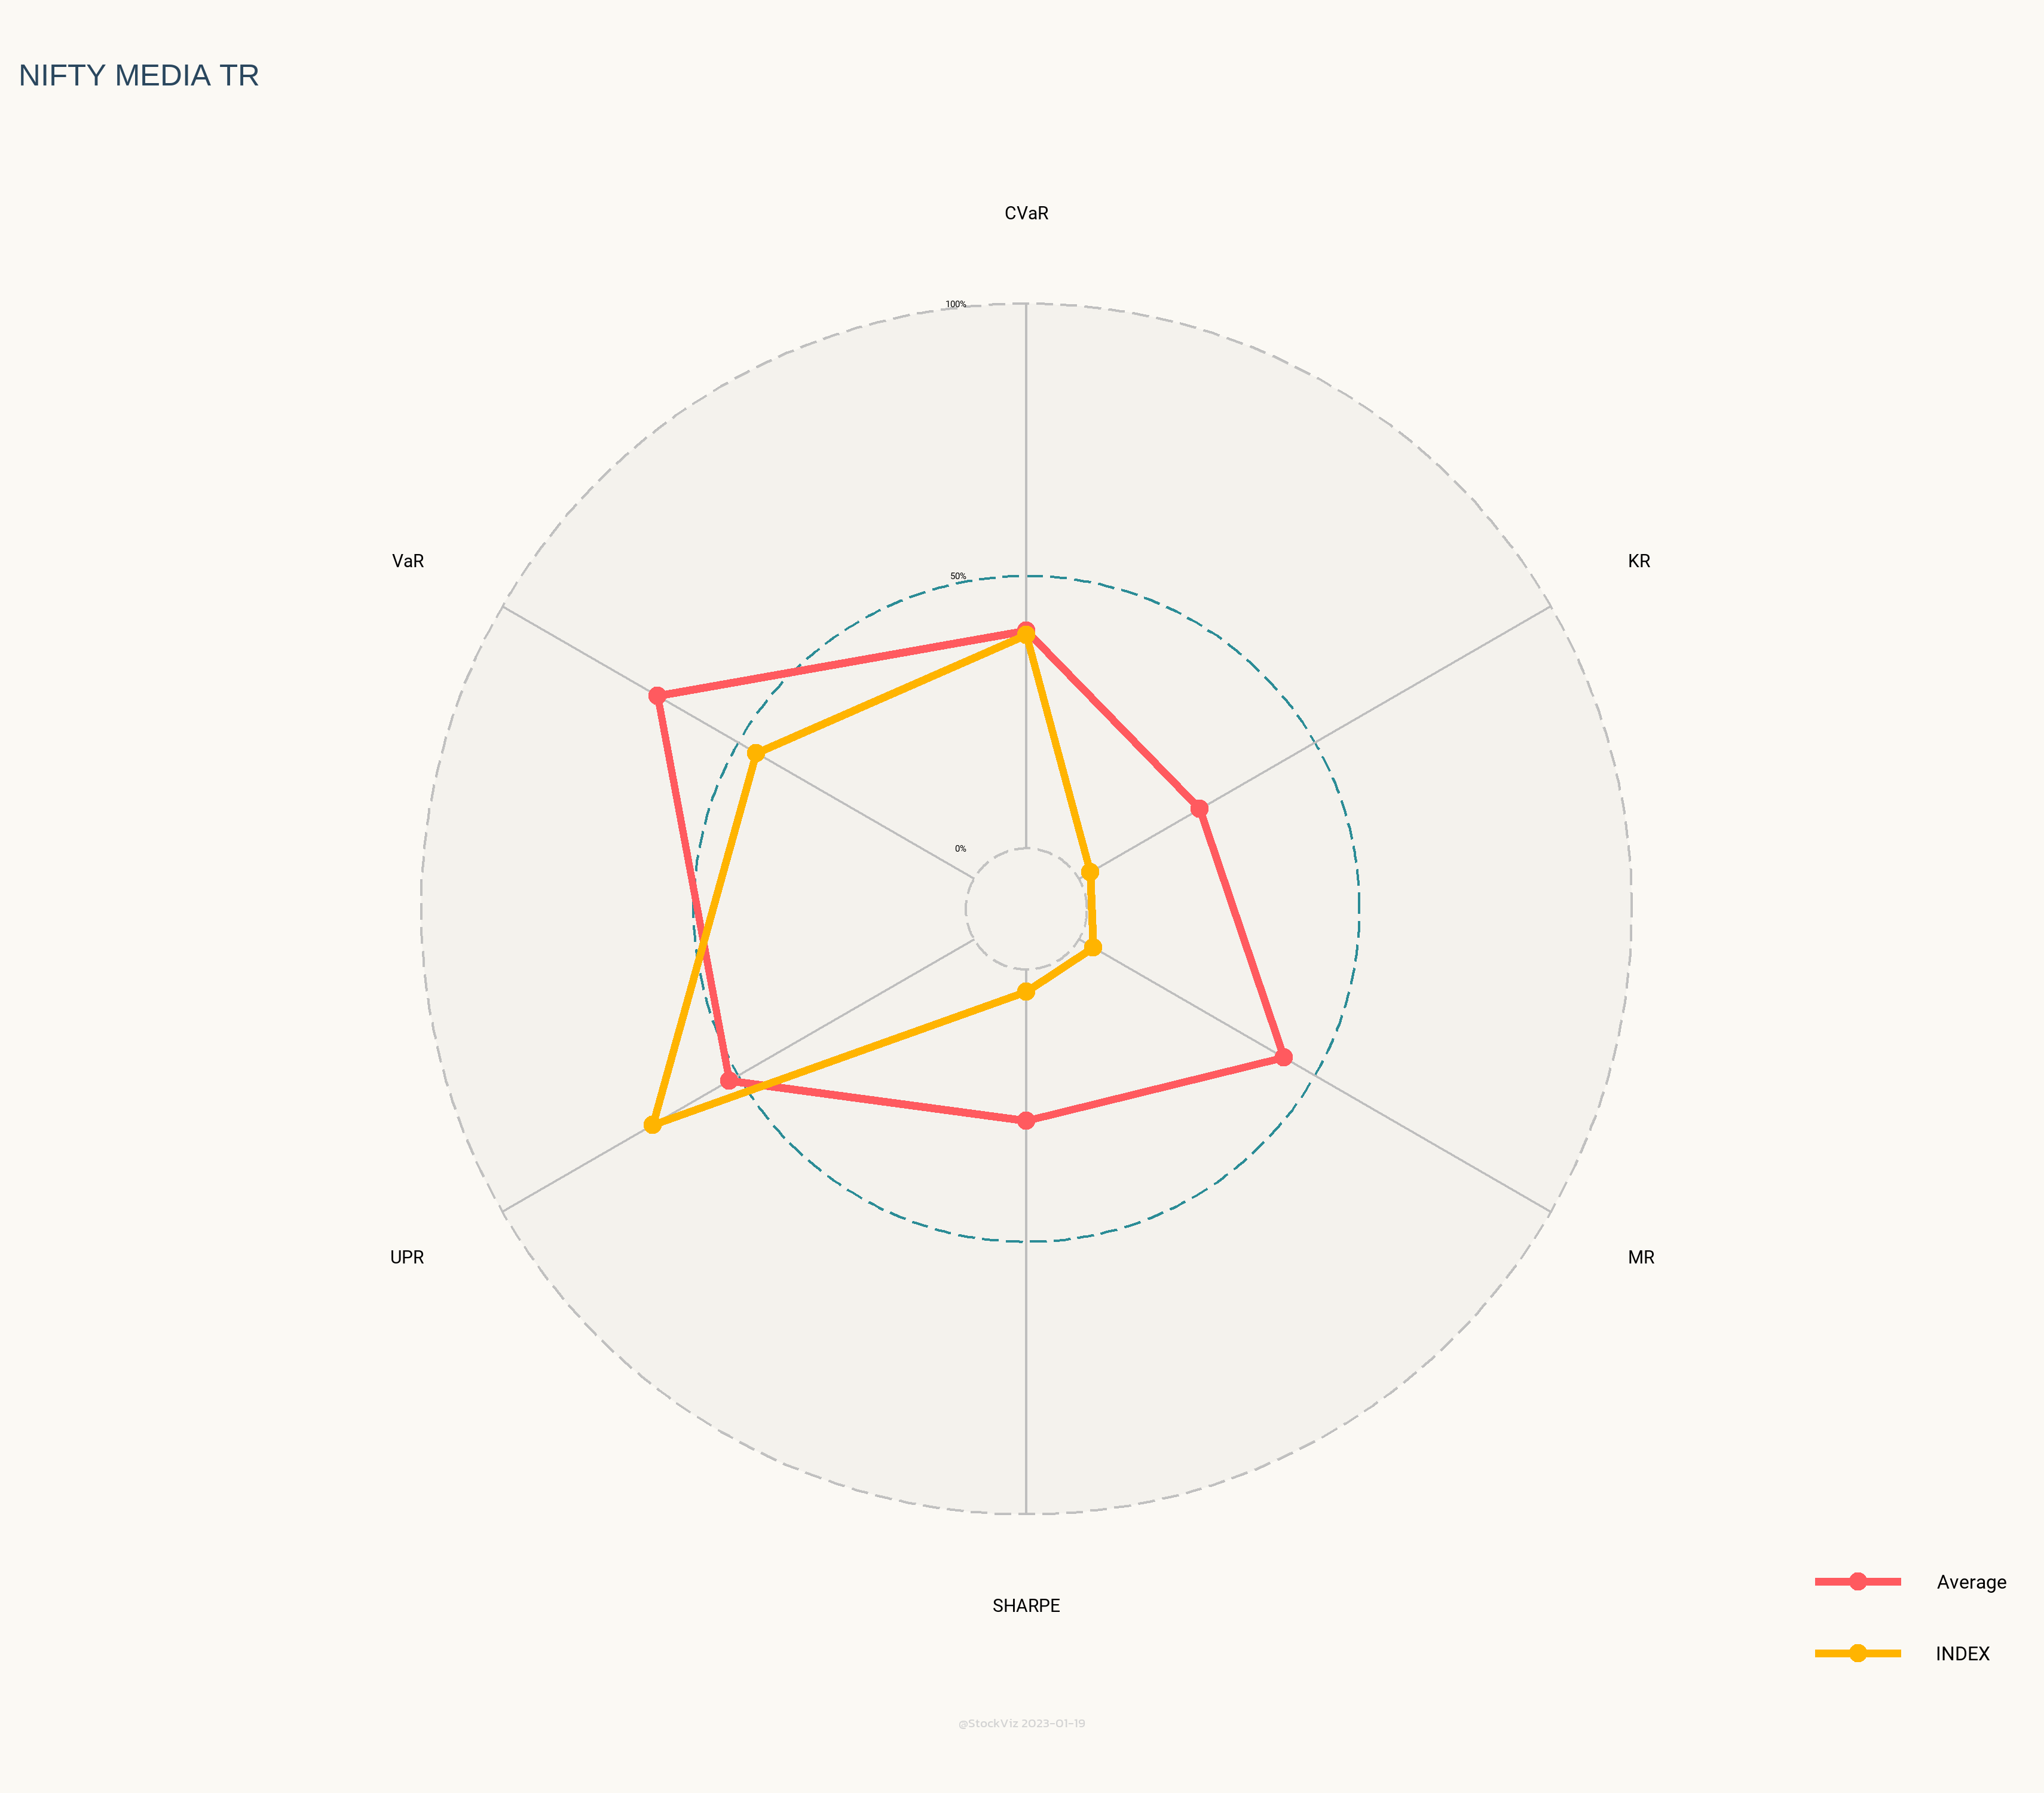 NIFTY MEDIA TR
CVaR
100%
VaR
KR
50%
0%
UPR
MR
SHARPE
Average
INDEX
@StockViz 2023-01-19